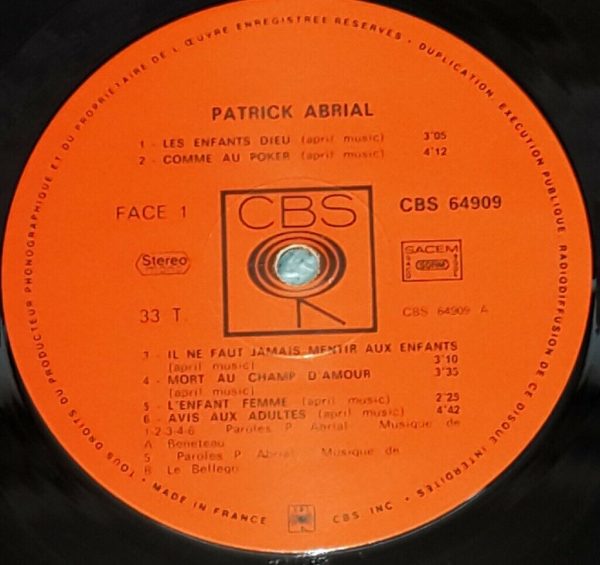 TOUS DROITS DU PRODUCTEUR PHONOGRAPHIQUE ET DU PROPRIETAIRE DE L'ŒUVRE ENREGISTREE RESERVES • DUPLICATION, EXECUTION PUBLIQUE, RADIODIFFUSION DE CE DISQUE INTERDITES •
PATRICK ABRIAL
1 - LES ENFANTS DIEU (april music) 3'05
2 - COMME AU POKER (april music) 4'12
FACE 1
CBS
CBS 64909
Stereo
SACEM
SDRM
33 T.
CBS 64909 A
3 - IL NE FAUT JAMAIS MENTIR AUX ENFANTS
(april music) 3'10
4 - MORT AU CHAMP D'AMOUR 3'35
(april music)
5 - L'ENFANT FEMME (april music) 2'25
6 - AVIS AUX ADULTES (april music) 4'42
1-2-3-4-6 Paroles P. Abrial - Musique de
A Beneteau
5 Paroles P. Abrial - Musique de
B Le Bellego
MADE IN FRANCE
CBS INC •